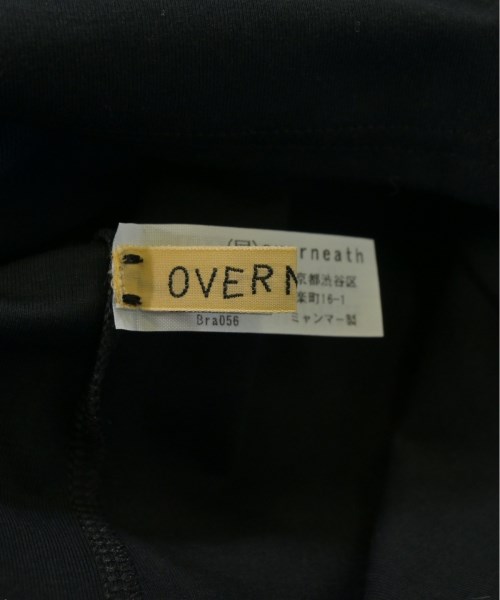 rneath
OVERN
京都渋谷区
楽町16-1
Bra056
ミャンマー製